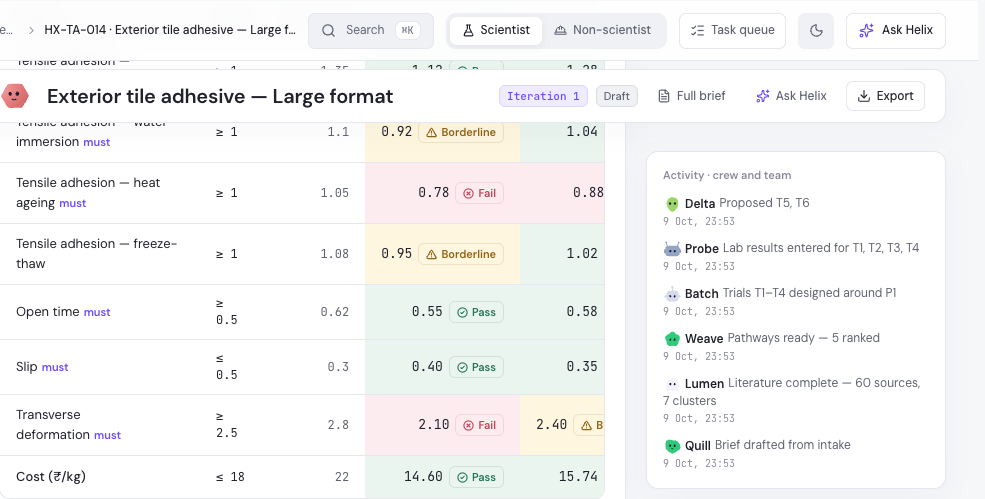 e…
HX-TA-014 · Exterior tile adhesive — Large f…
Search
⌘K
Scientist
Non-scientist
Task queue
Ask Helix
Exterior tile adhesive — Large format
Iteration 1
Draft
Full brief
Ask Helix
Export
Tensile adhesion —
immersion must
≥ 1
1.1
0.92
Borderline
1.04
Tensile adhesion — heat
ageing must
≥ 1
1.05
0.78
Fail
0.88
Tensile adhesion — freeze-
thaw
≥ 1
1.08
0.95
Borderline
1.02
Open time must
≥
0.5
0.62
0.55
Pass
0.58
Slip must
≤
0.5
0.3
0.40
Pass
0.35
Transverse
deformation must
≥
2.5
2.8
2.10
Fail
2.40
B
Cost (₹/kg)
≤ 18
22
14.60
Pass
15.74
Activity · crew and team
Delta Proposed T5, T6
9 Oct, 23:53
Probe Lab results entered for T1, T2, T3, T4
9 Oct, 23:53
Batch Trials T1–T4 designed around P1
9 Oct, 23:53
Weave Pathways ready — 5 ranked
9 Oct, 23:53
Lumen Literature complete — 60 sources,
7 clusters
9 Oct, 23:53
Quill Brief drafted from intake
9 Oct, 23:53